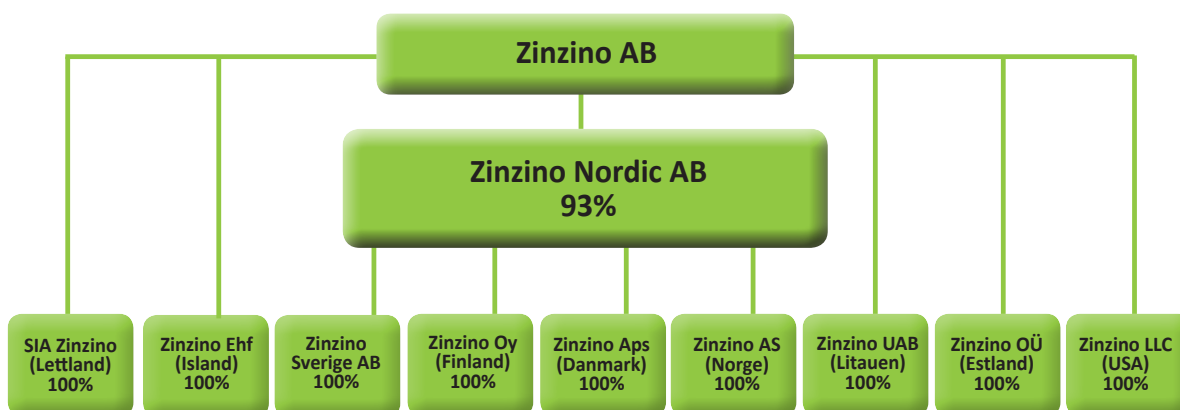 Zinzino AB
Zinzino Nordic AB
93%
SIA Zinzino
(Lettland)
100%
Zinzino Ehf
(Island)
100%
Zinzino
Sverige AB
100%
Zinzino Oy
(Finland)
100%
Zinzino Aps
(Danmark)
100%
Zinzino AS
(Norge)
100%
Zinzino UAB
(Litauen)
100%
Zinzino OÜ
(Estland)
100%
Zinzino LLC
(USA)
100%